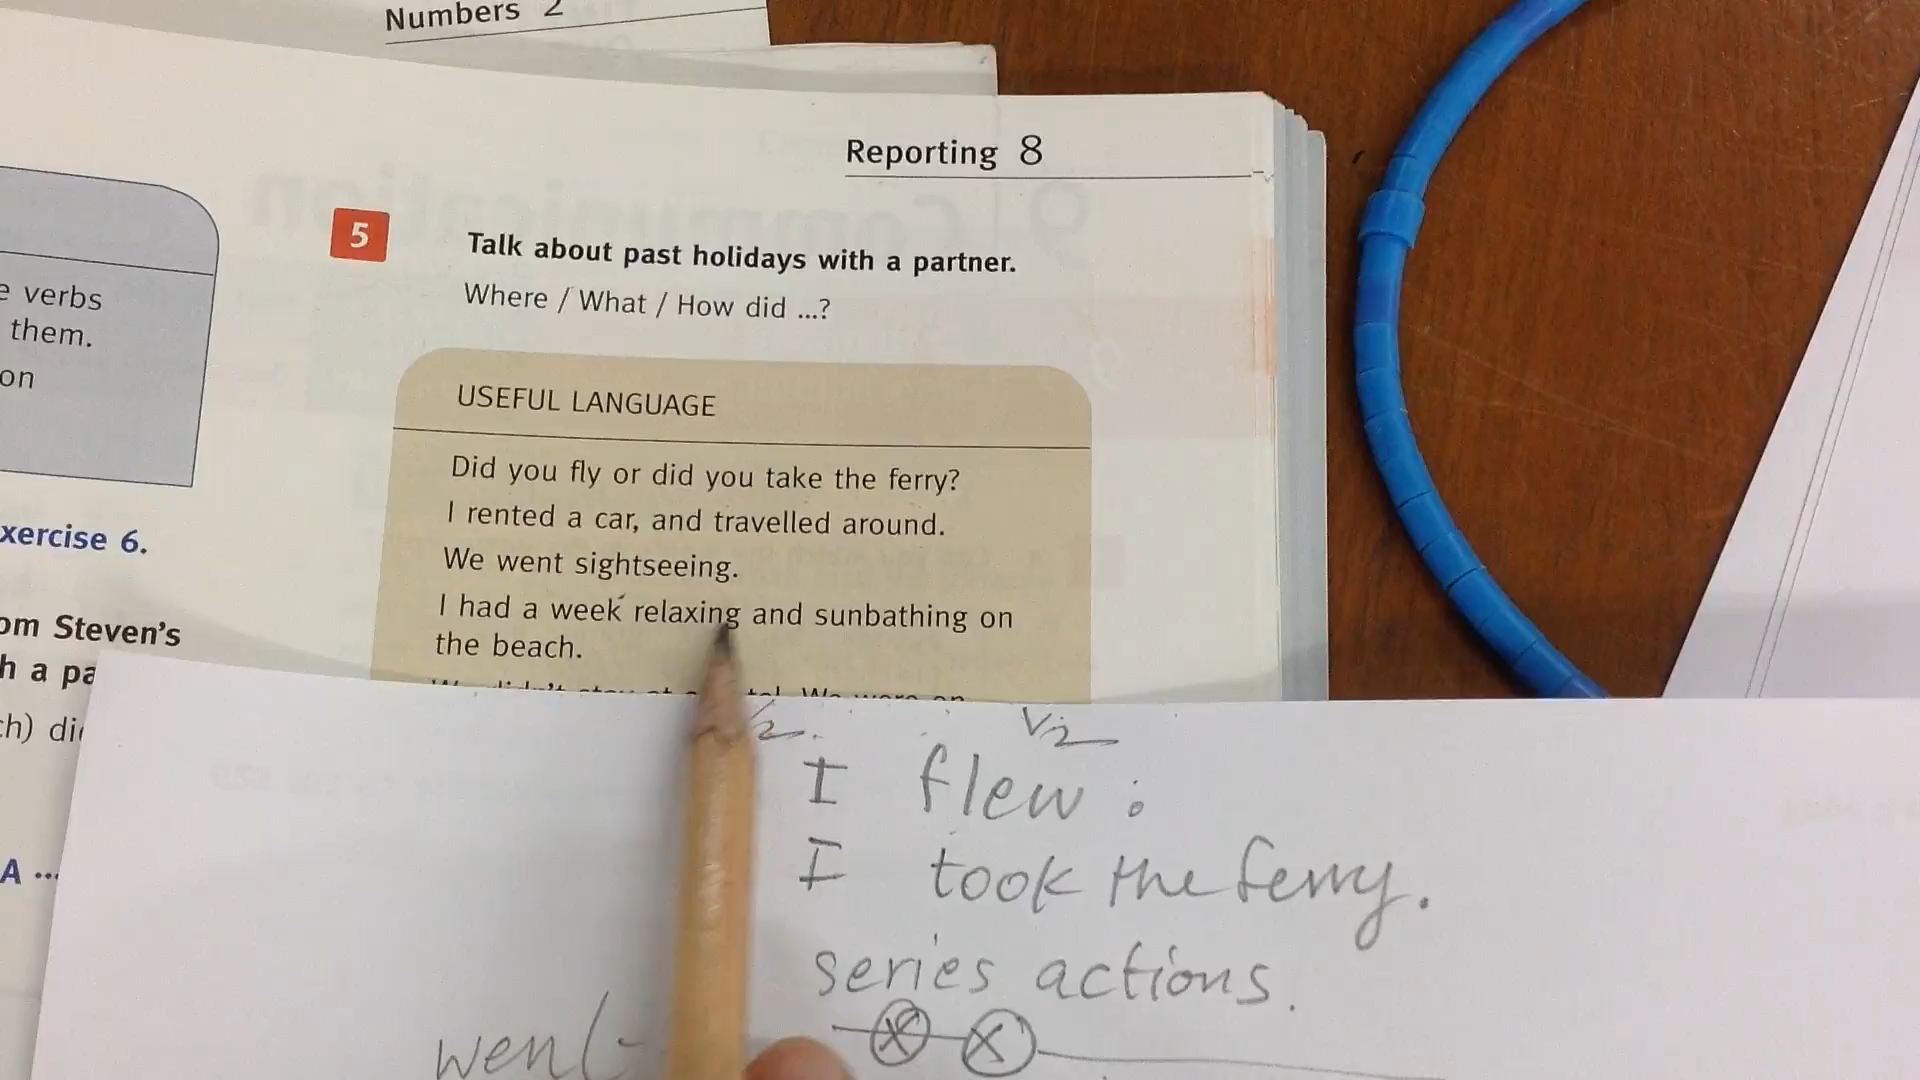 Numbers 2
Reporting 8
e verbs
them.
on
xercise 6.
om Steven's
h a pa
ch) di
A ...
5 Talk about past holidays with a partner.
Where / What / How did ...?
USEFUL LANGUAGE
Did you fly or did you take the ferry?
I rented a car, and travelled around.
We went sightseeing.
I had a week relaxing and sunbathing on
the beach.
I flew.
I took the ferry.
series actions.
went